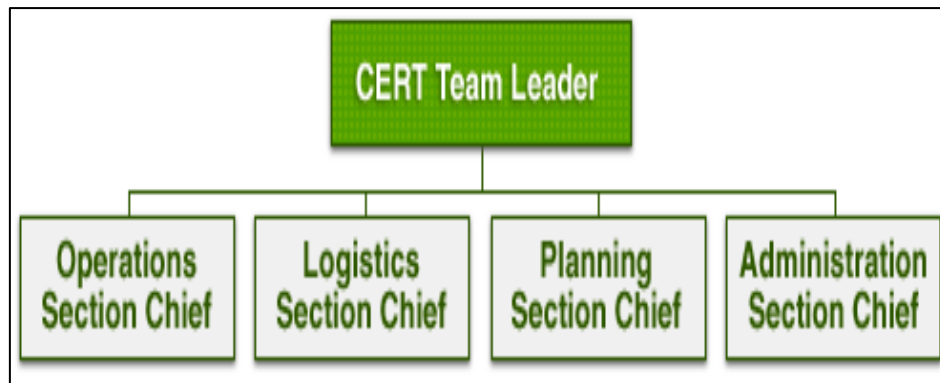 CERT Team Leader
Operations
Section Chief
Logistics
Section Chief
Planning
Section Chief
Administration
Section Chief